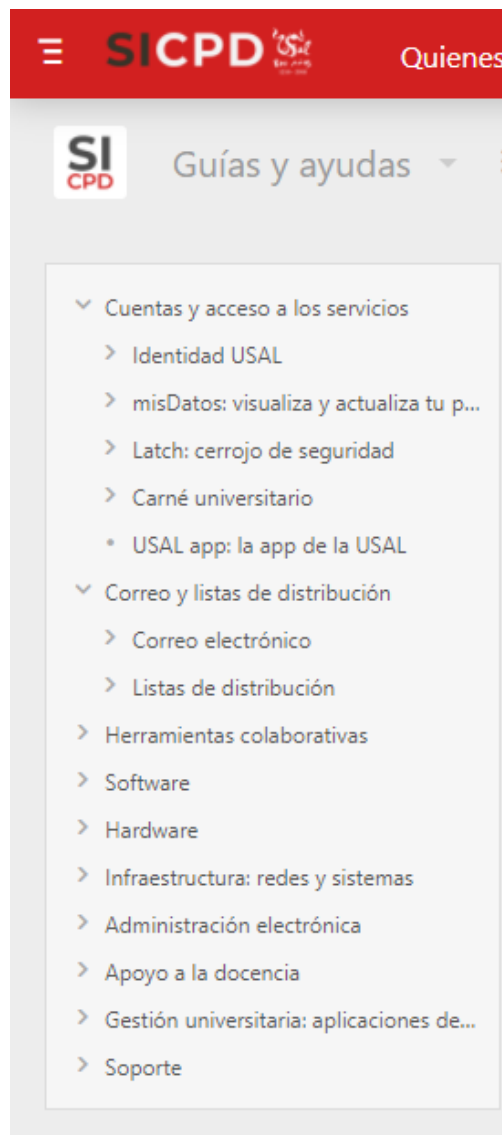 SICPD
Quienes
SI
CPD
Guías y ayudas
Cuentas y acceso a los servicios
Identidad USAL
misDatos: visualiza y actualiza tu p...
Latch: cerrojo de seguridad
Carné universitario
USAL app: la app de la USAL
Correo y listas de distribución
Correo electrónico
Listas de distribución
Herramientas colaborativas
Software
Hardware
Infraestructura: redes y sistemas
Administración electrónica
Apoyo a la docencia
Gestión universitaria: aplicaciones de...
Soporte